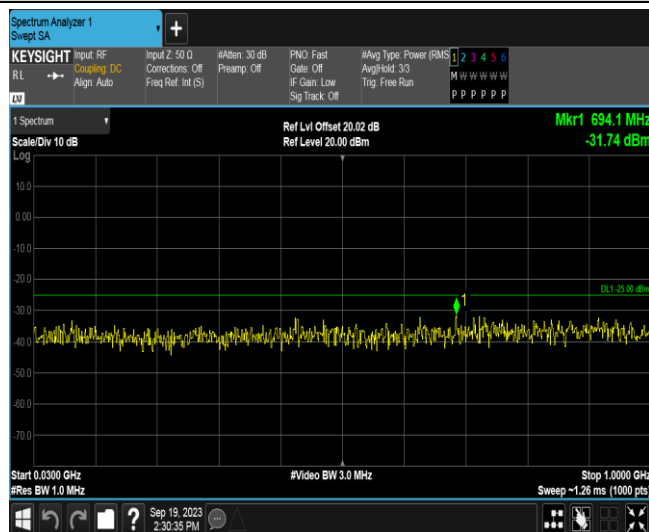 Spectrum Analyzer 1
Swept SA
KEYSIGHT
RL
LXI
Input: RF
Coupling: DC
Align: Auto
Input Z: 50 Ω
Corrections: Off
Freq Ref: Int (S)
#Atten: 30 dB
Preamp: Off
PNO: Fast
Gate: Off
IF Gain: Low
Sig Track: Off
#Avg Type: Power (RMS
Avg|Hold: 3/3
Trig: Free Run
1 2 3 4 5 6
M W W W W W
P P P P P P
1 Spectrum
Scale/Div 10 dB
Log
Ref Lvl Offset 20.02 dB
Ref Level 20.00 dBm
Mkr1 694.1 MHz
-31.74 dBm
10.0
0.00
-10.0
-20.0
DL1 -25.00 dBm
1
-30.0
-40.0
-50.0
-60.0
-70.0
Start 0.0300 GHz
#Res BW 1.0 MHz
#Video BW 3.0 MHz
Stop 1.0000 GHz
Sweep ~1.26 ms (1000 pts)
?
Sep 19, 2023
2:30:35 PM